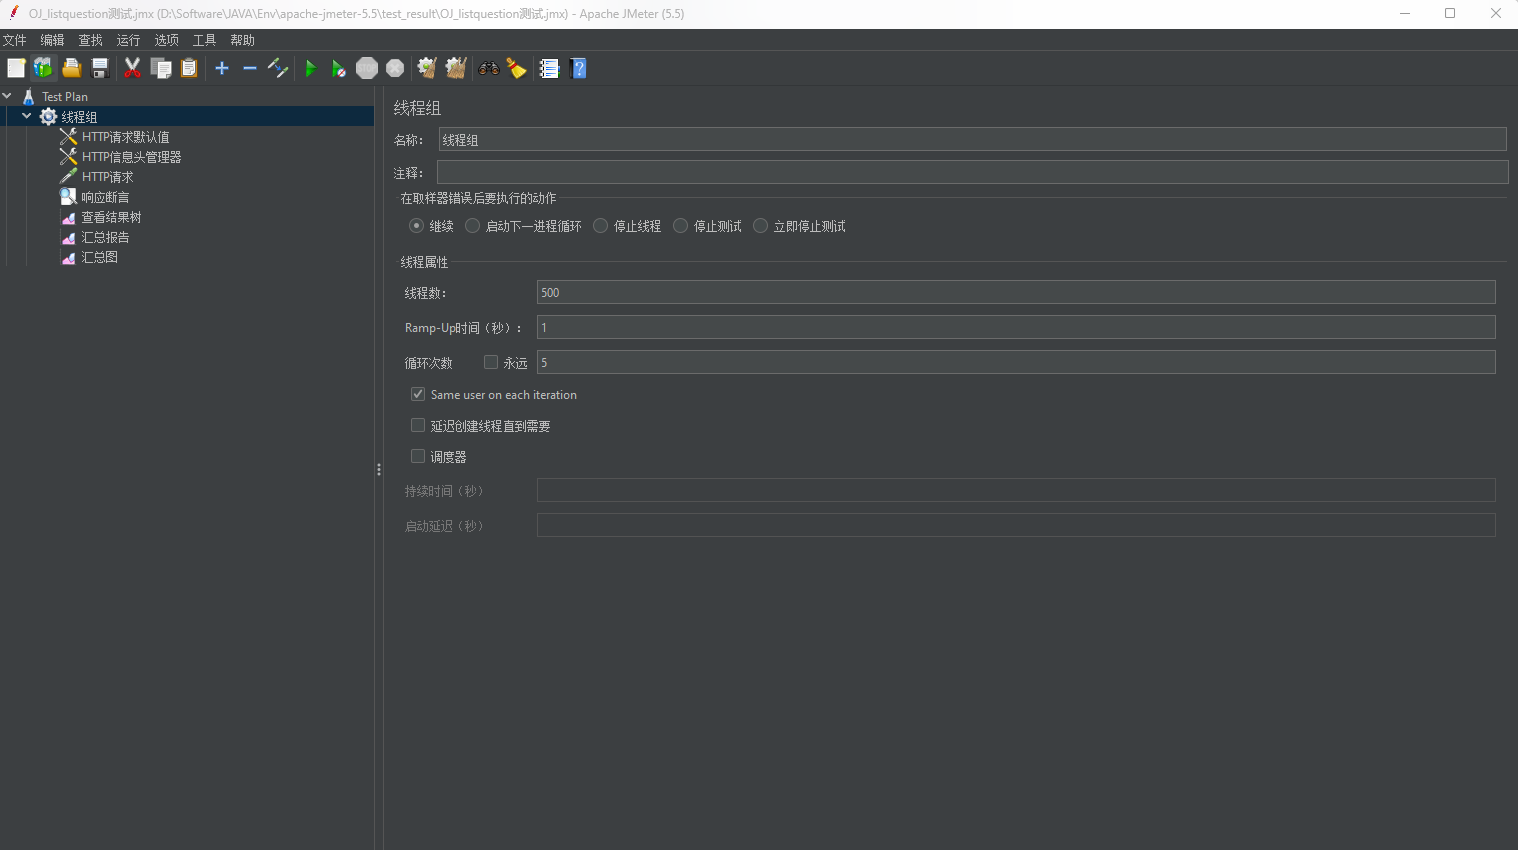 OJ_listquestion测试.jmx (D:\Software\JAVA\Env\apache-jmeter-5.5\test_result\OJ_listquestion测试.jmx) - Apache JMeter (5.5)
文件 编辑 查找 运行 选项 工具 帮助
STOP
Test Plan
线程组
HTTP请求默认值
HTTP信息头管理器
HTTP请求
响应断言
查看结果树
汇总报告
汇总图
线程组
名称： 线程组
注释：
在取样器错误后要执行的动作
继续 启动下一进程循环 停止线程 停止测试 立即停止测试
线程属性
线程数： 500
Ramp-Up时间（秒）： 1
循环次数 永远 5
Same user on each iteration
延迟创建线程直到需要
调度器
持续时间（秒）
启动延迟（秒）